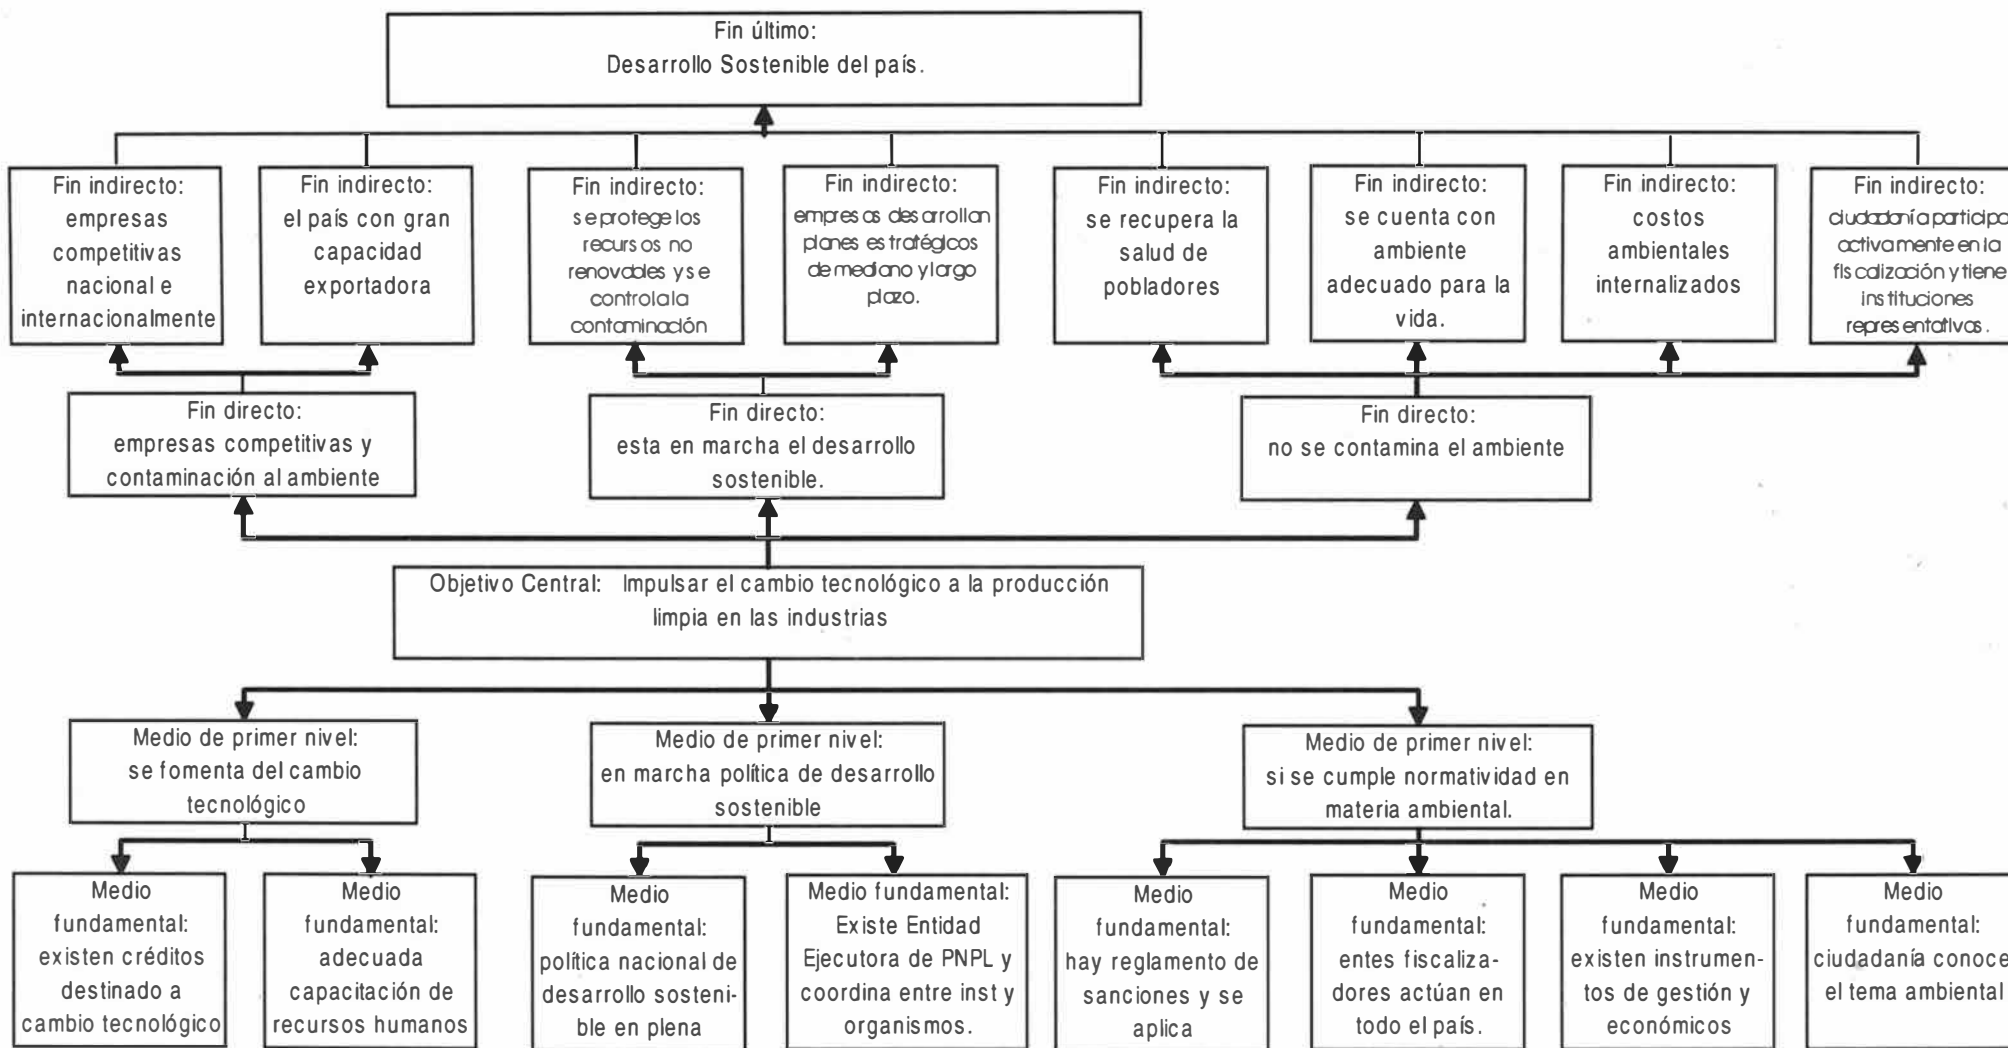 Fin último:
Desarrollo Sostenible del país.
Fin indirecto:
empresas
competitivas
nacional e
internacionalmente
Fin indirecto:
el país con gran
capacidad
exportadora
Fin indirecto:
se protege los
recursos no
renovables y se
controla la
contaminación
Fin indirecto:
empresas desarrollan
planes estratégicos
de mediano y largo
plazo.
Fin indirecto:
se recupera la
salud de
pobladores
Fin indirecto:
se cuenta con
ambiente
adecuado para la
vida.
Fin indirecto:
costos
ambientales
internalizados
Fin indirecto:
ciudadanía participa
activamente en la
fiscalización y tiene
instituciones
representativas.
Fin directo:
empresas competitivas y
contaminación al ambiente
Fin directo:
esta en marcha el desarrollo
sostenible.
Fin directo:
no se contamina el ambiente
Objetivo Central: Impulsar el cambio tecnológico a la producción
limpia en las industrias
Medio de primer nivel:
se fomenta del cambio
tecnológico
Medio de primer nivel:
en marcha política de desarrollo
sostenible
Medio de primer nivel:
si se cumple normatividad en
materia ambiental.
Medio
fundamental:
existen créditos
destinado a
cambio tecnológico
Medio
fundamental:
adecuada
capacitación de
recursos humanos
Medio
fundamental:
política nacional de
desarrollo sosteni-
ble en plena
Medio fundamental:
Existe Entidad
Ejecutora de PNPL y
coordina entre inst y
organismos.
Medio
fundamental:
hay reglamento de
sanciones y se
aplica
Medio
fundamental:
entes fiscaliza-
dores actúan en
todo el país.
Medio
fundamental:
existen instrumen-
tos de gestión y
económicos
Medio
fundamental:
ciudadanía conoce
el tema ambiental